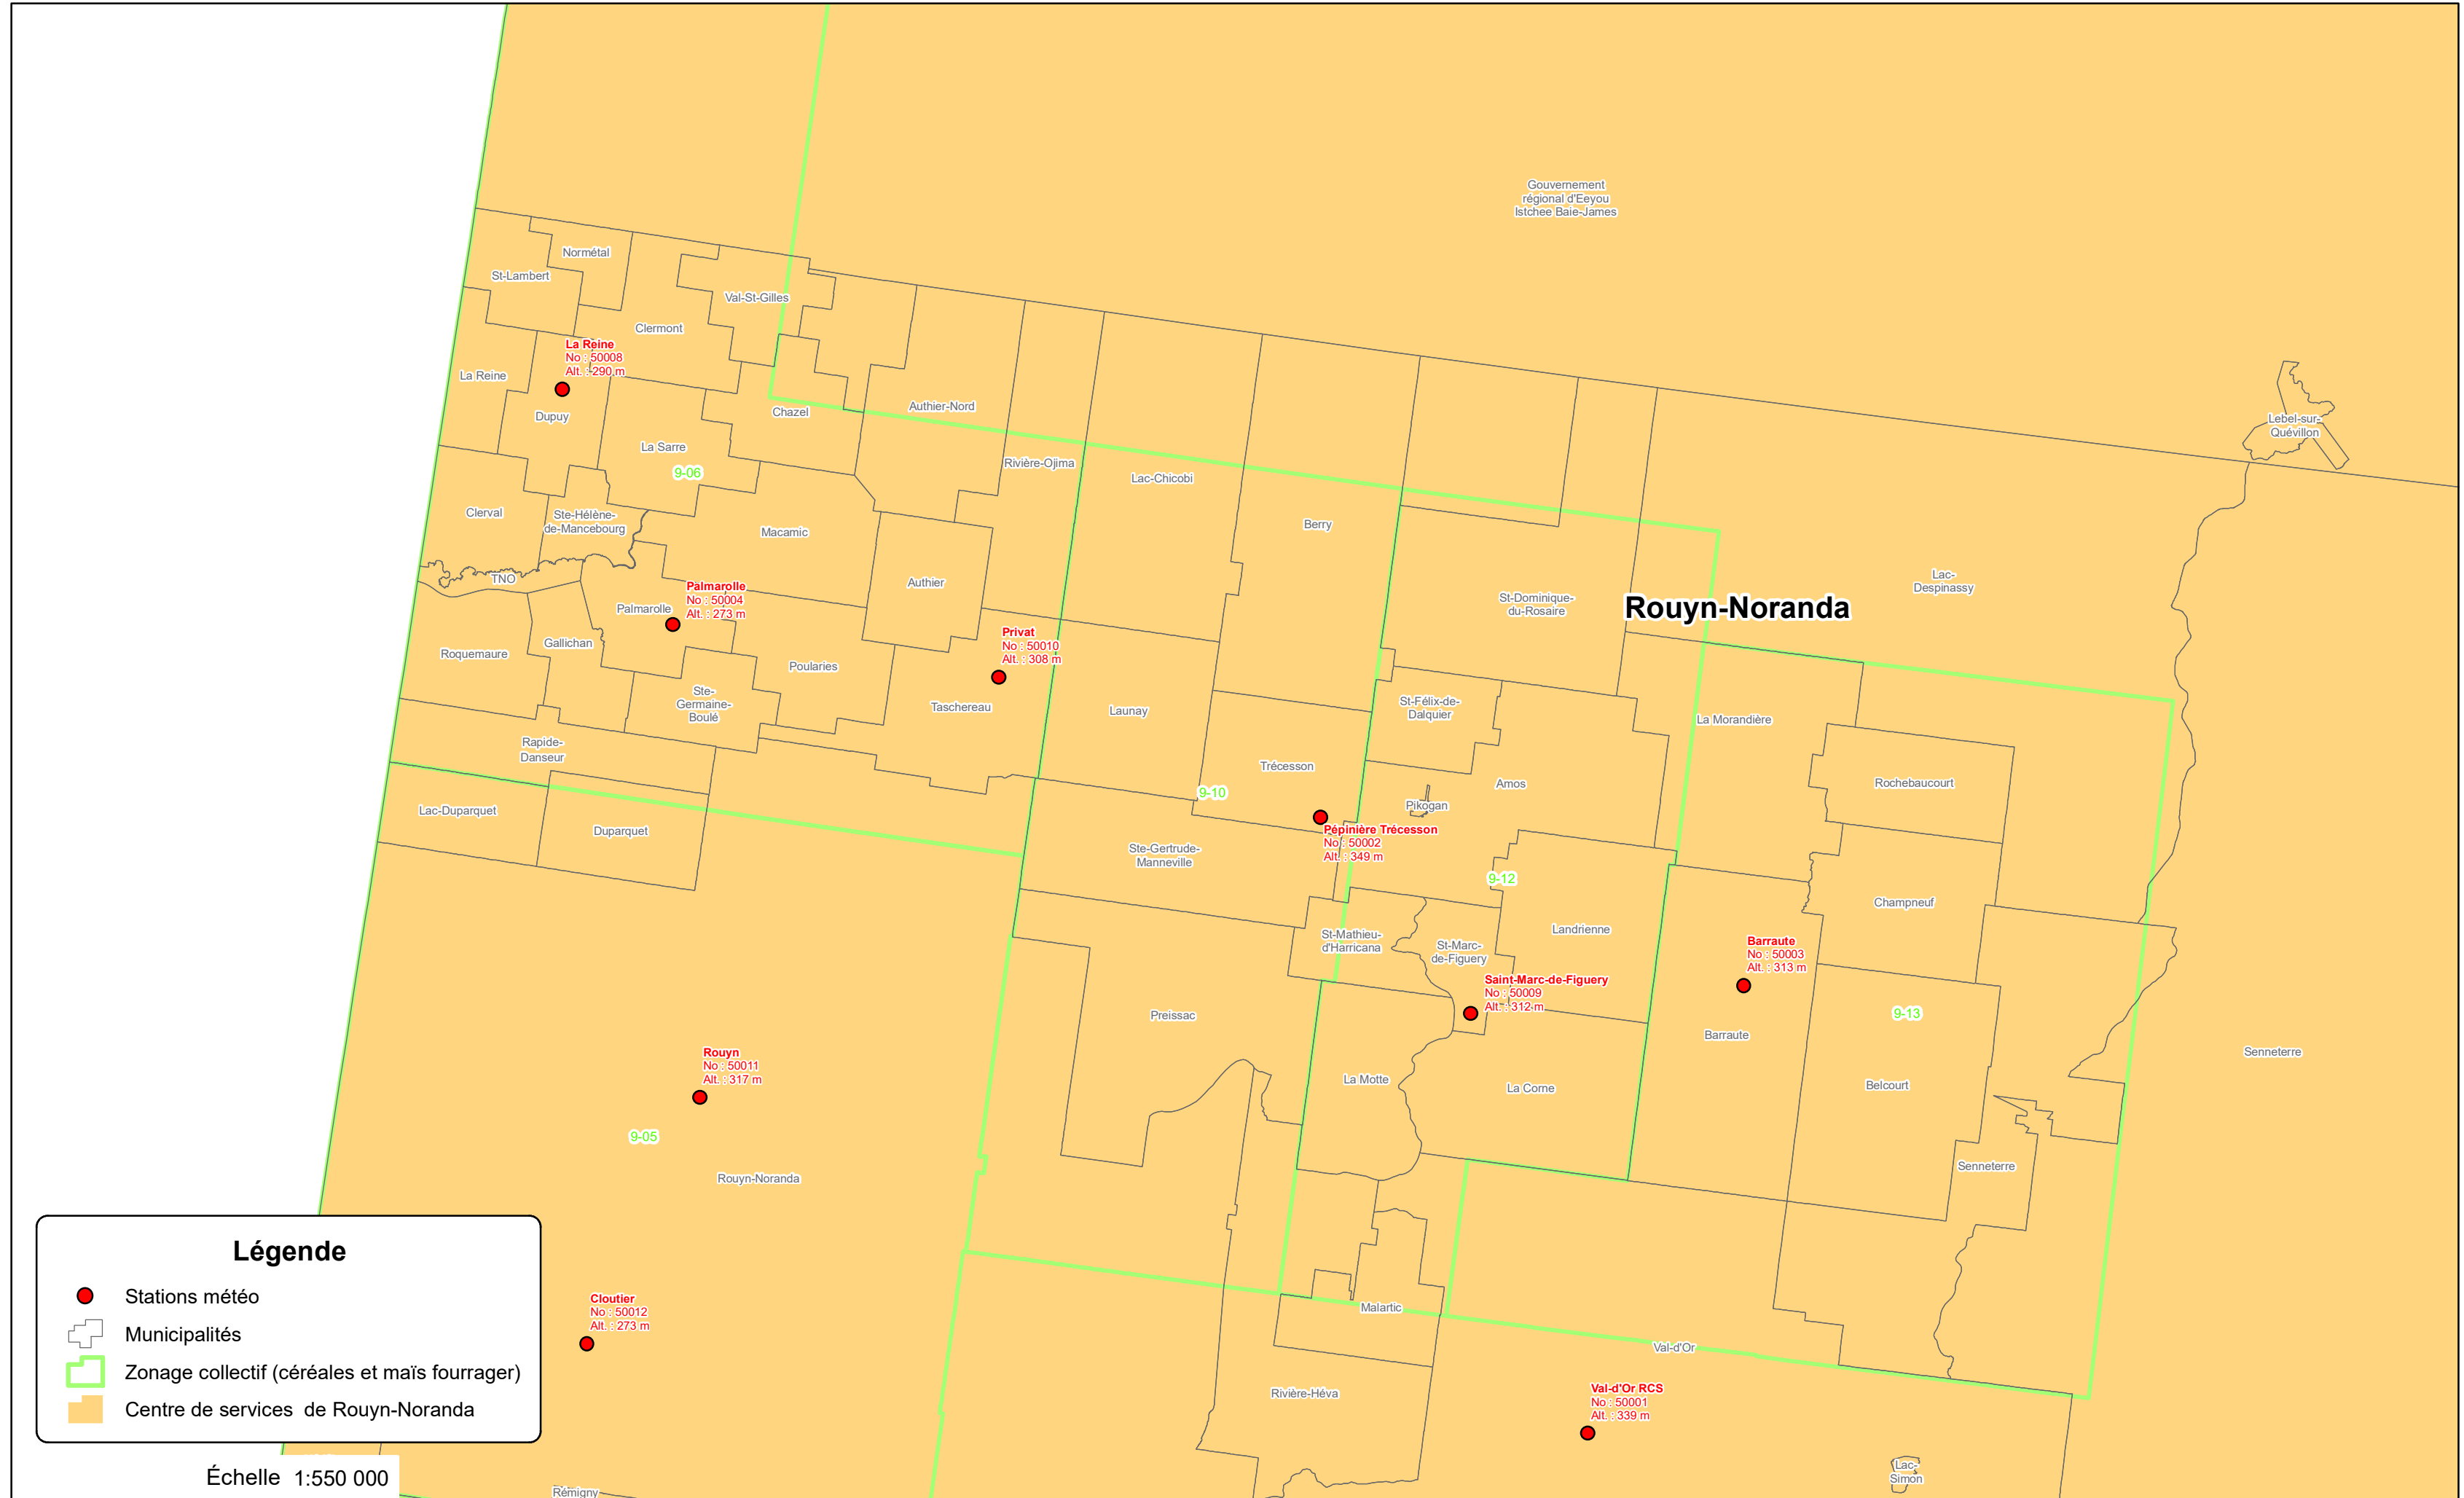 Gouvernement
régional d'Eeyou
Istchee Baie-James
Normétal
St-Lambert
Val-St-Gilles
Clermont
La Reine
No : 50008
Alt. : 290 m
La Reine
Dupuy
Chazel
Authier-Nord
Lebel-sur-
Quévillon
La Sarre
9-06
Rivière-Ojima
Lac-Chicobi
Clerval
Ste-Hélène-
de-Mancebourg
Macamic
Berry
TNO
Authier
Lac-
Despinassy
Palmarolle
No : 50004
Alt. : 273 m
Palmarolle
St-Dominique-
du-Rosaire
Rouyn-Noranda
Privat
No : 50010
Alt. : 308 m
Gallichan
Roquemaure
Poularies
Ste-
Germaine-
Boulé
Taschereau
Launay
St-Félix-de-
Dalquier
La Morandière
Rapide-
Danseur
Trécesson
9-10
Amos
Rochebaucourt
Pikogan
Lac-Duparquet
Duparquet
Pépinière Trécesson
No : 50002
Alt. : 349 m
Ste-Gertrude-
Manneville
9-12
Champneuf
Landrienne
St-Mathieu-
d'Harricana
St-Marc-
de-Figuery
Barraute
No : 50003
Alt. : 313 m
Saint-Marc-de-Figuery
No : 50009
Alt. : 312 m
Preissac
9-13
Barraute
Senneterre
Rouyn
No : 50011
Alt. : 317 m
La Motte
La Corne
Belcourt
9-05
Senneterre
Rouyn-Noranda
Légende
Stations météo
Municipalités
Zonage collectif (céréales et maïs fourrager)
Centre de services de Rouyn-Noranda
Cloutier
No : 50012
Alt. : 273 m
Malartic
Val-d'Or
Rivière-Héva
Val-d'Or RCS
No : 50001
Alt. : 339 m
Lac-
Simon
Échelle 1:550 000
Rémigny